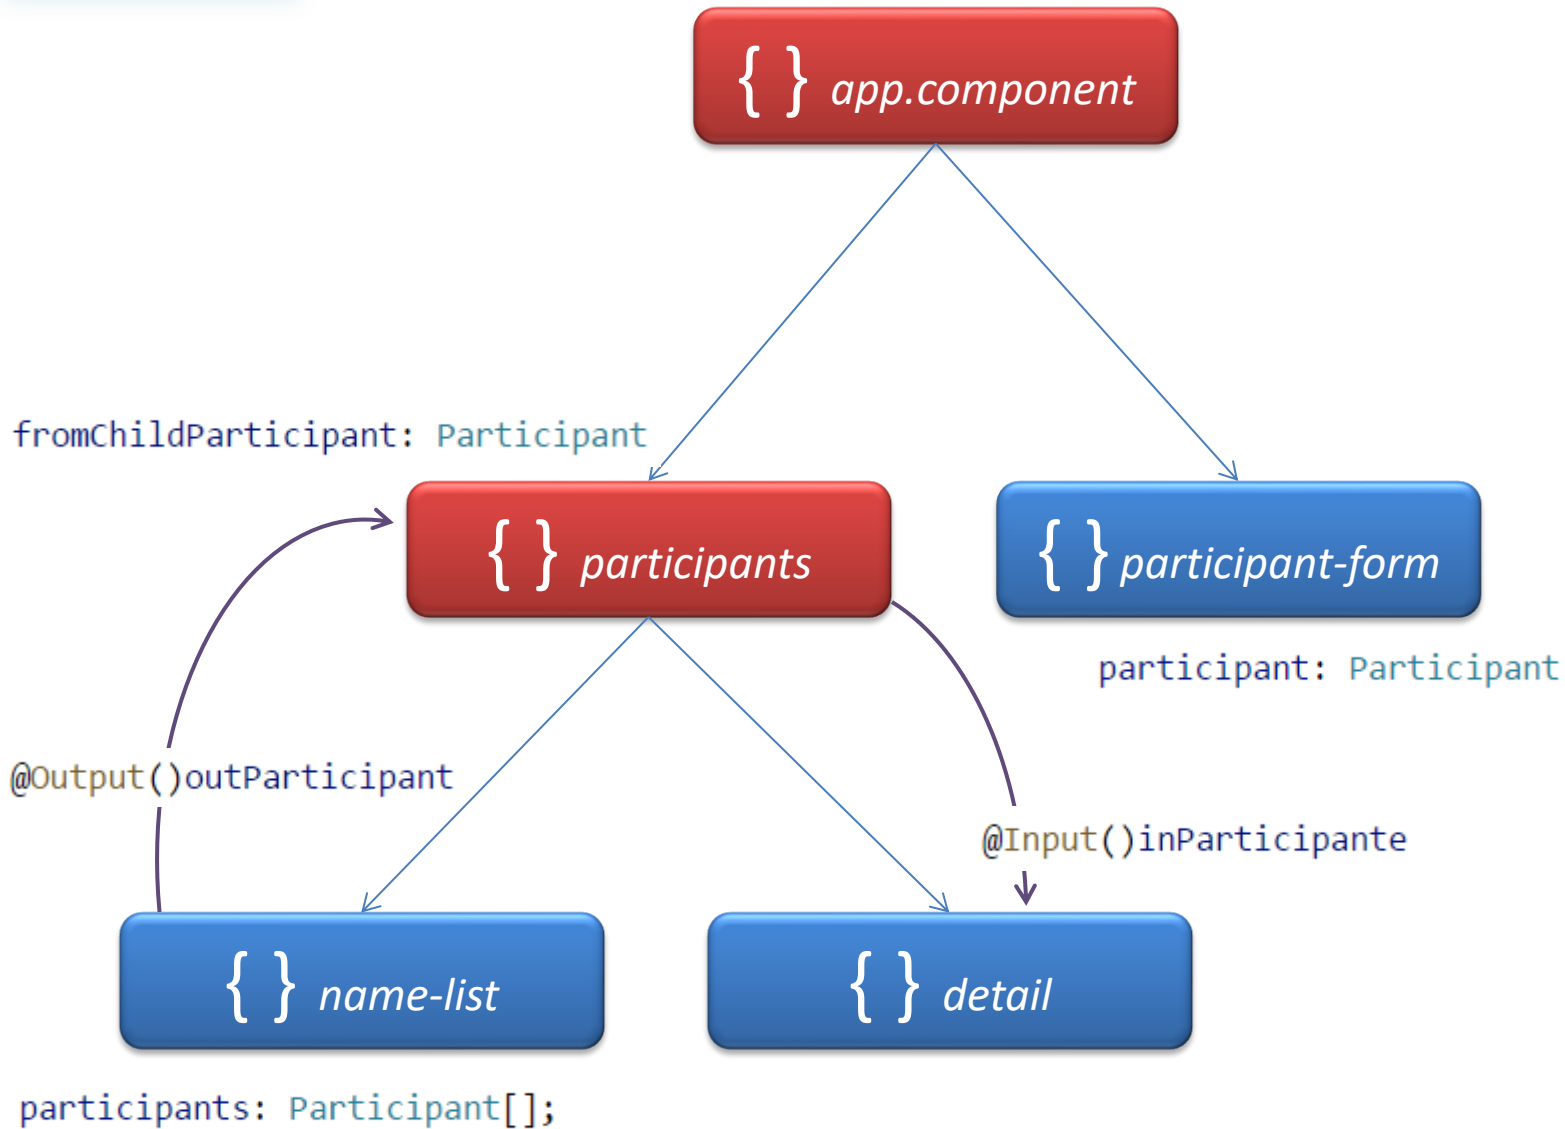 { } app.component
fromChildParticipant: Participant
{ } participants
{ } participant-form
participant: Participant
@Output()outParticipant
@Input()inParticipante
{ } name-list
{ } detail
participants: Participant[];